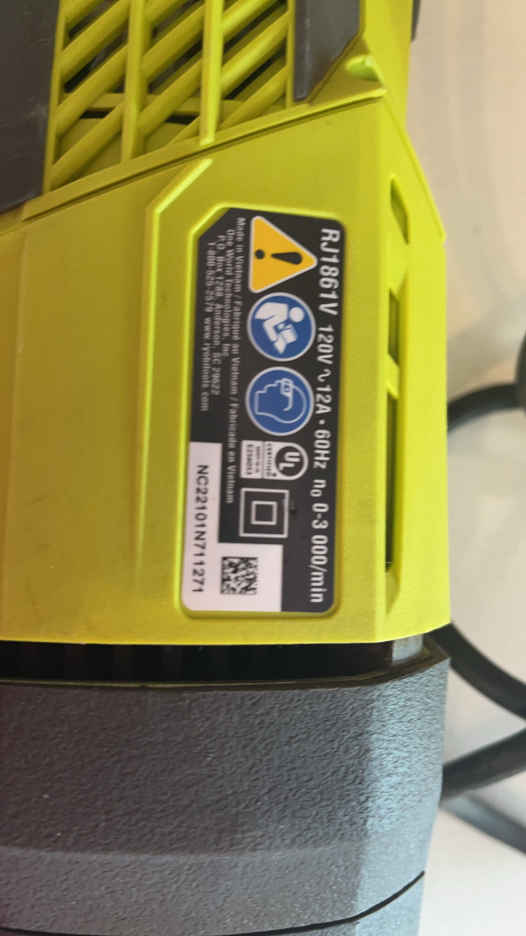 RJ1861V 120V ∿ 12A • 60Hz n₀ 0-3 000/min
UL
Made in Vietnam / Fabriqué au Vietnam / Fabricado en Vietnam
One World Technologies, Inc.
P.O. Box 1288, Anderson, SC 29622
1-800-525-2579 www.ryobitools.com
NC22101N711271